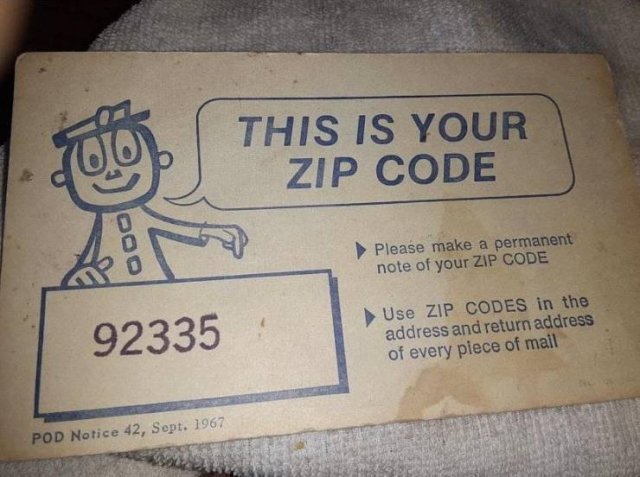 THIS IS YOUR
ZIP CODE
▶ Please make a permanent
note of your ZIP CODE
▶ Use ZIP CODES in the
address and return address
of every piece of mail
92335
POD Notice 42, Sept. 1967